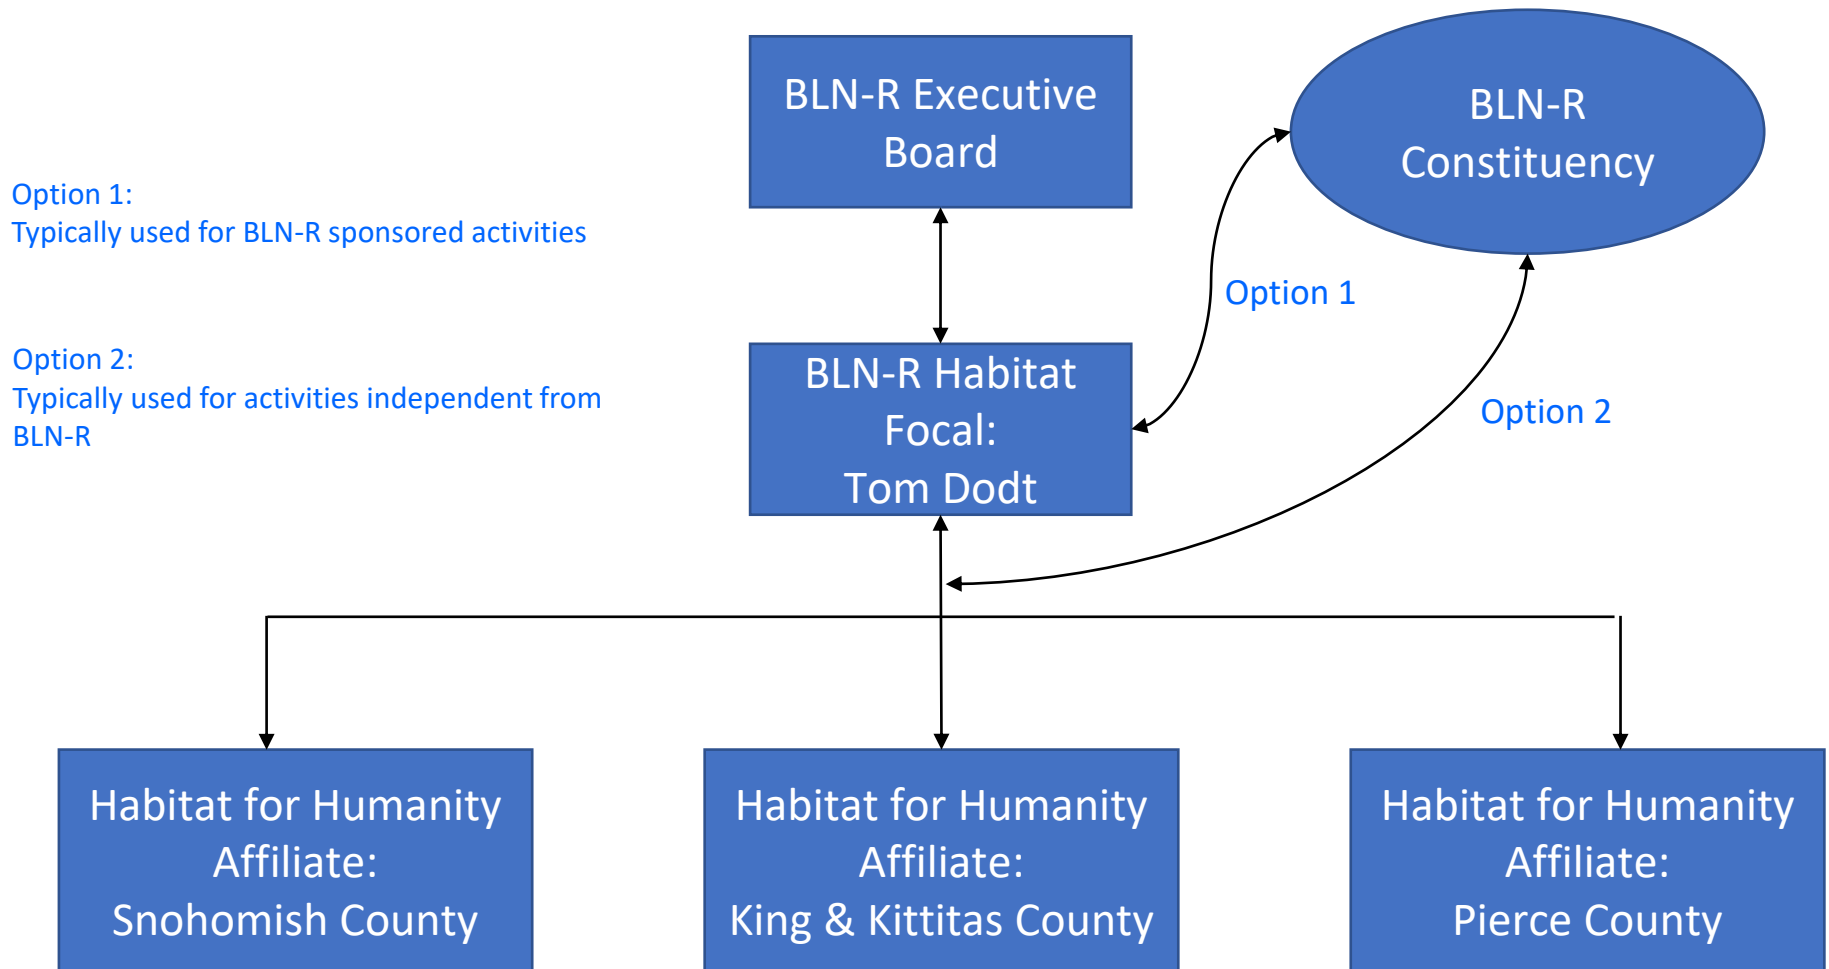 BLN-R Executive
Board
BLN-R
Constituency
Option 1:
Typically used for BLN-R sponsored activities
Option 1
Option 2:
Typically used for activities independent from
BLN-R
BLN-R Habitat
Focal:
Tom Dodt
Option 2
Habitat for Humanity
Affiliate:
Snohomish County
Habitat for Humanity
Affiliate:
King & Kittitas County
Habitat for Humanity
Affiliate:
Pierce County